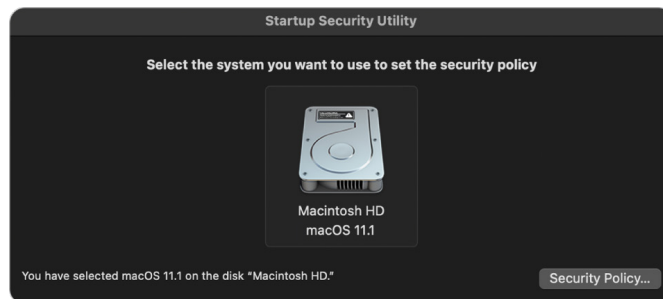 Startup Security Utility
Select the system you want to use to set the security policy
Macintosh HD
macOS 11.1
You have selected macOS 11.1 on the disk “Macintosh HD.”
Security Policy...